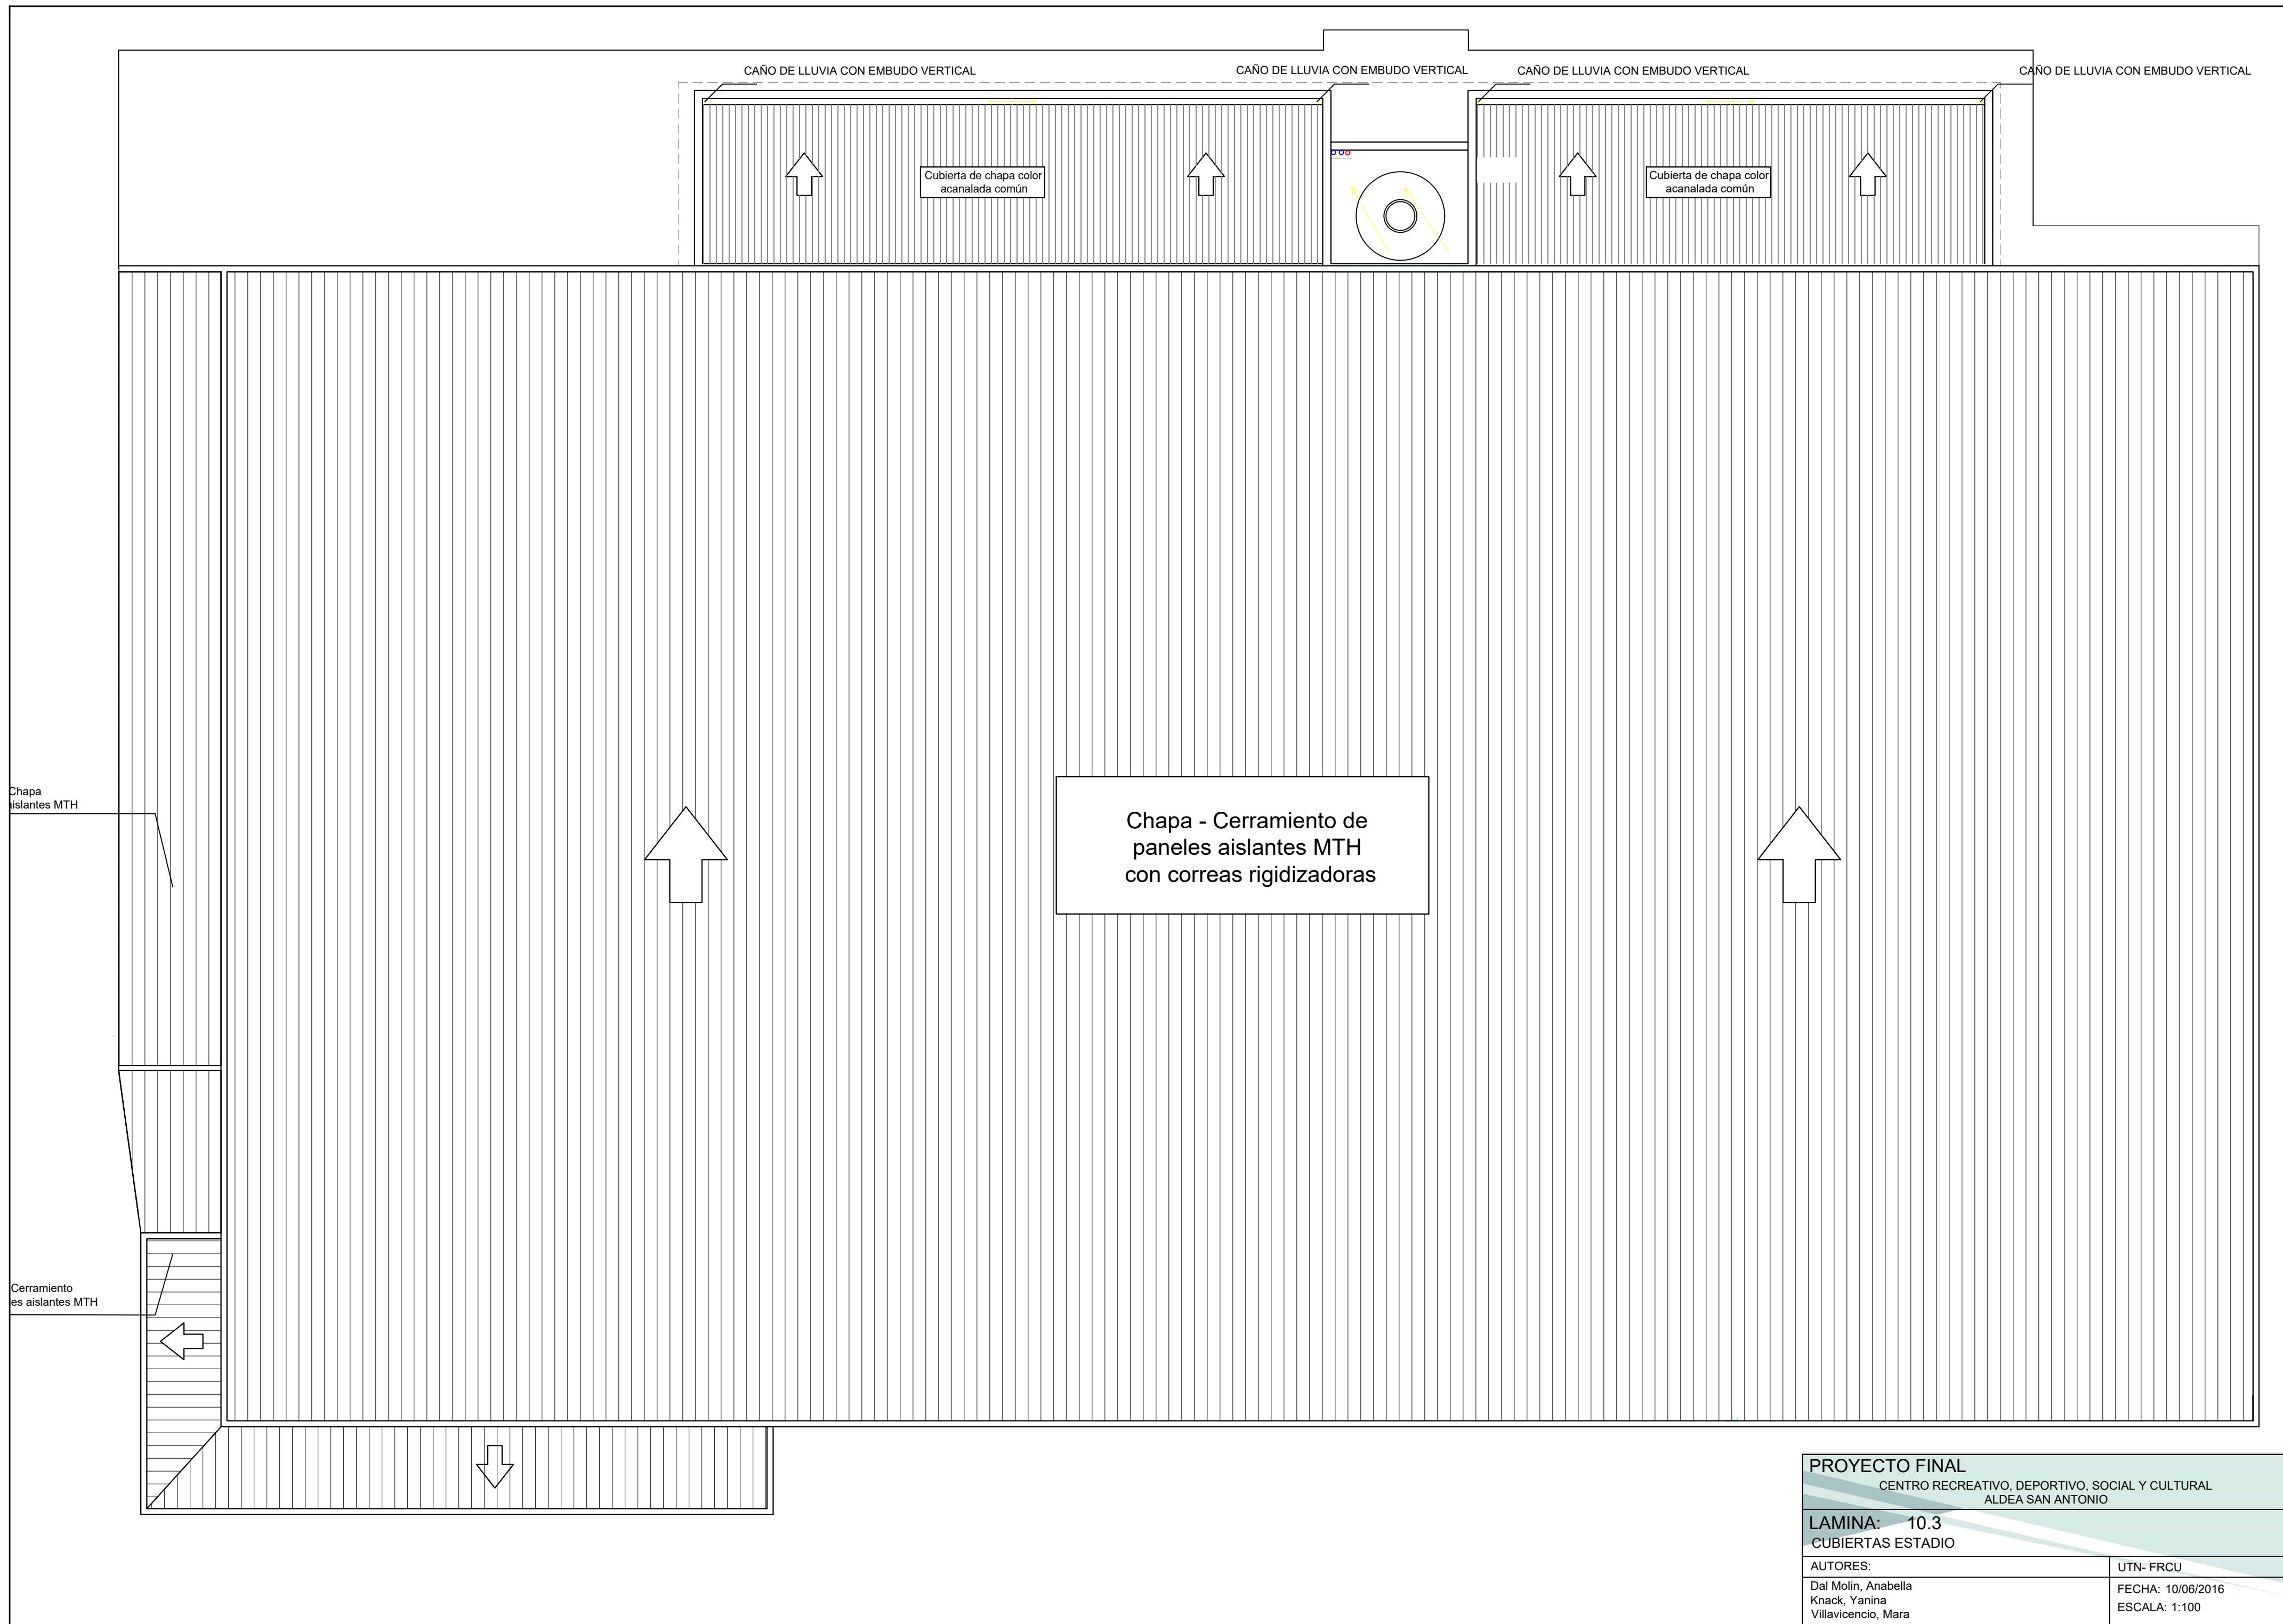 CAÑO DE LLUVIA CON EMBUDO VERTICAL
CAÑO DE LLUVIA CON EMBUDO VERTICAL
CAÑO DE LLUVIA CON EMBUDO VERTICAL
CAÑO DE LLUVIA CON EMBUDO VERTICAL
Cubierta de chapa color
acanalada común
Cubierta de chapa color
acanalada común
Chapa
aislantes MTH
Chapa - Cerramiento de
paneles aislantes MTH
con correas rigidizadoras
Cerramiento
es aislantes MTH
PROYECTO FINAL
CENTRO RECREATIVO, DEPORTIVO, SOCIAL Y CULTURAL
ALDEA SAN ANTONIO
LAMINA: 10.3
CUBIERTAS ESTADIO
AUTORES:
UTN- FRCU
Dal Molin, Anabella
Knack, Yanina
Villavicencio, Mara
FECHA: 10/06/2016
ESCALA: 1:100